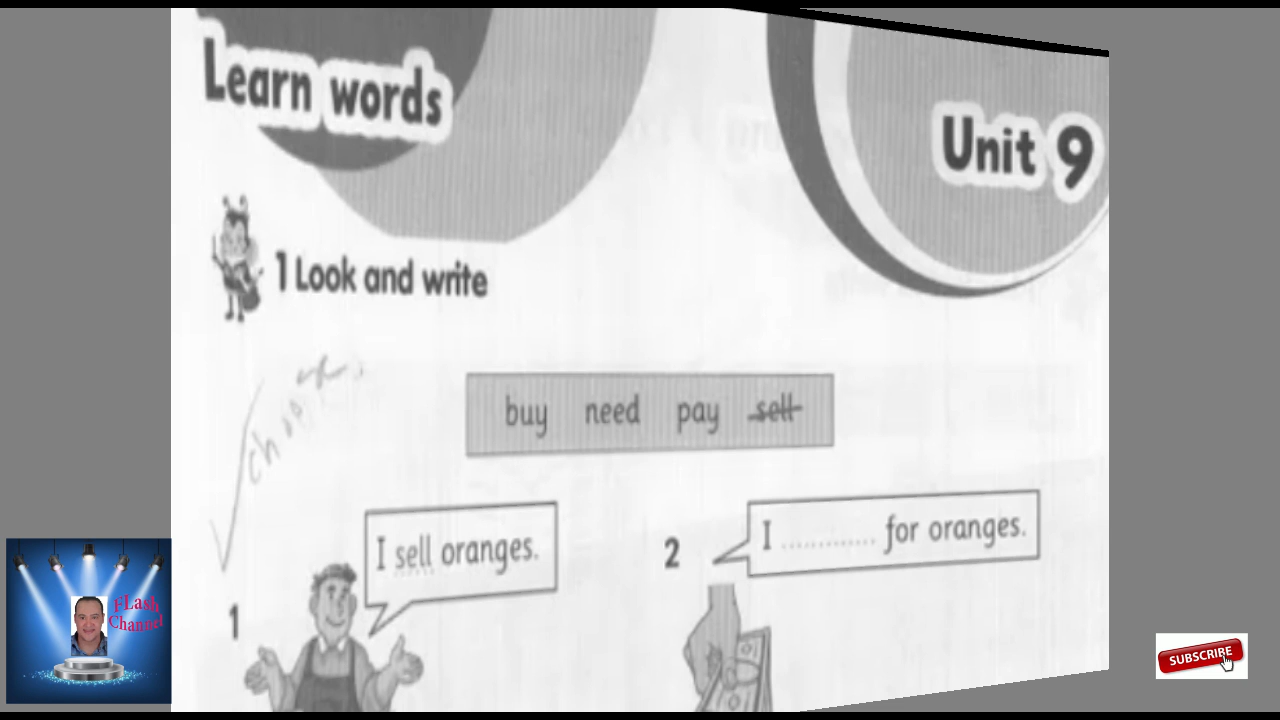 Learn words
Unit 9
1 Look and write
buy need pay sell
I sell oranges.
2
I ............. for oranges.
1
FLash
Channel
SUBSCRIBE